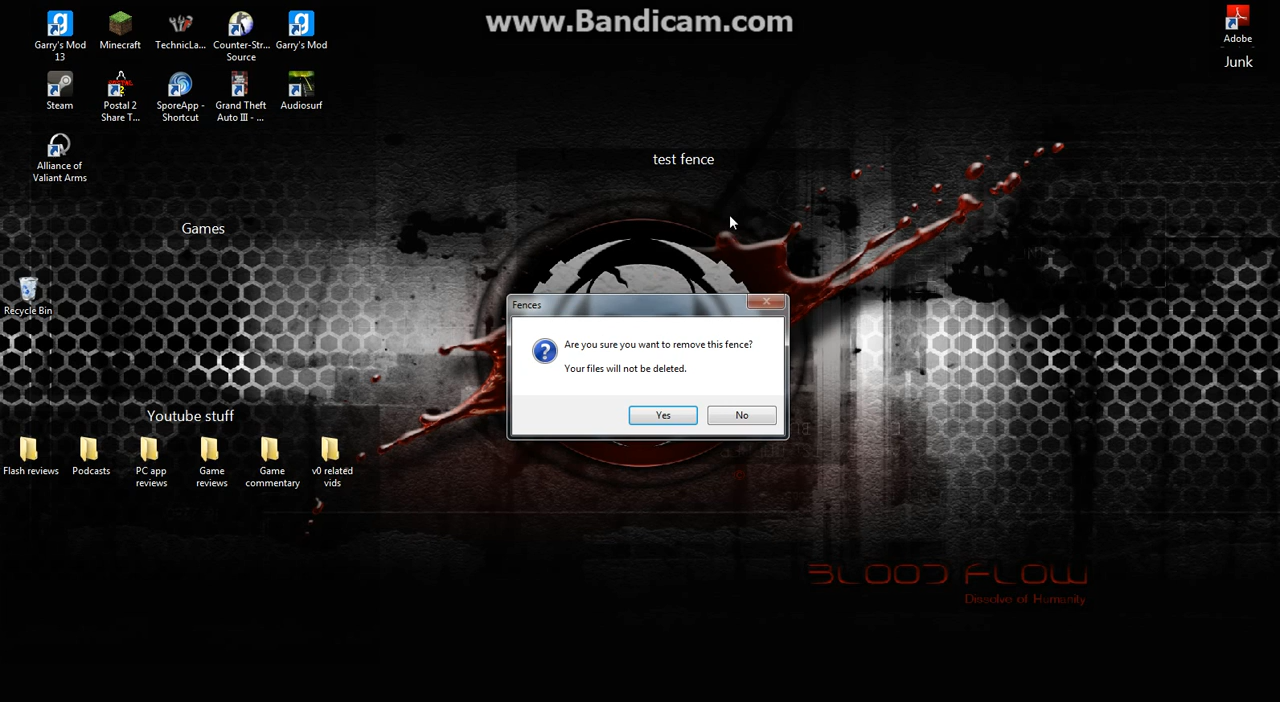 www.Bandicam.com
Garry's Mod
13
Minecraft
TechnicLa...
Counter-Str...
Source
Garry's Mod
Adobe
Junk
Steam
Postal 2
Share T...
SporeApp -
Shortcut
Grand Theft
Auto III - ...
Audiosurf
Alliance of
Valiant Arms
test fence
Games
Recycle Bin
Fences
Are you sure you want to remove this fence?
Your files will not be deleted.
Yes
No
Youtube stuff
Flash reviews
Podcasts
PC app
reviews
Game
reviews
Game
commentary
v0 related
vids
BLOOD FLOW
Dissolve of Humanity